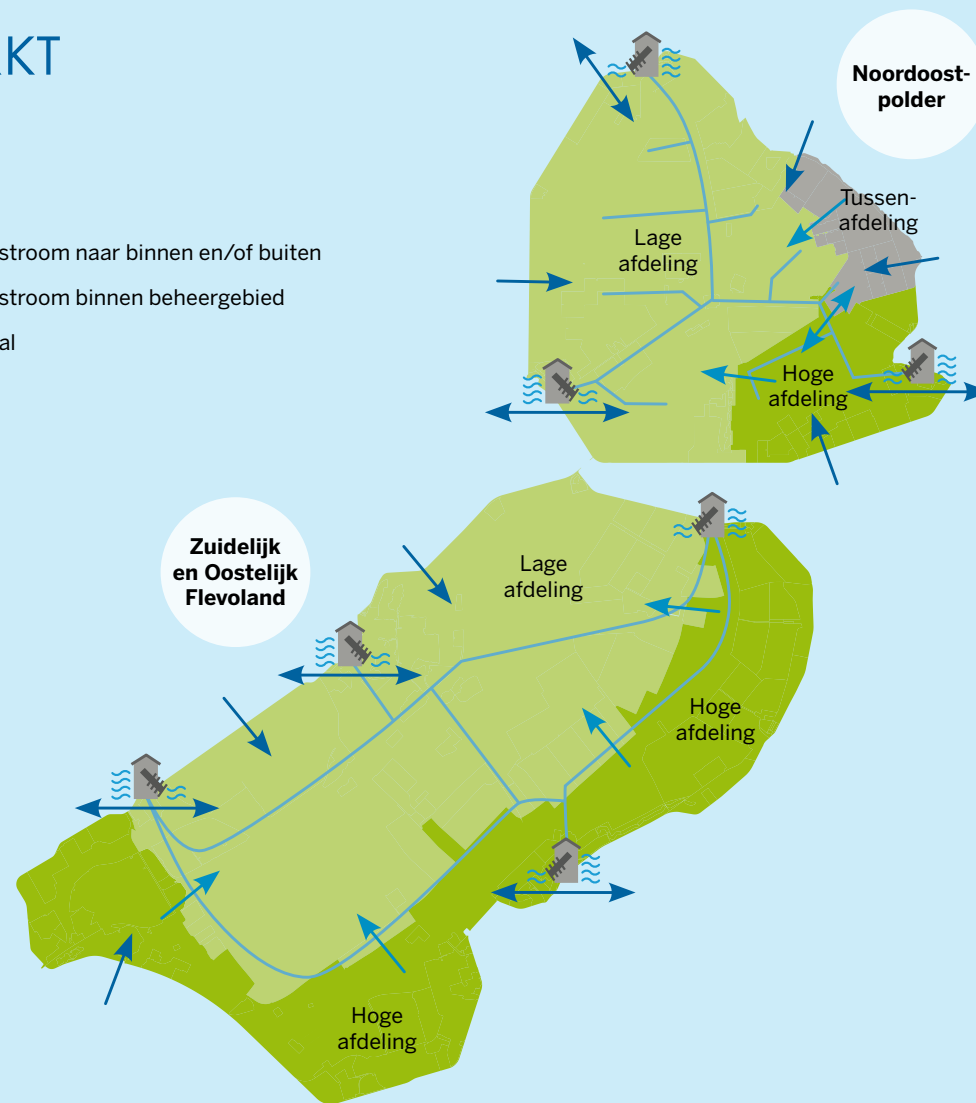 KT
stroom naar binnen en/of buiten
stroom binnen beheergebied
al
Noordoost-
polder
Tussen-
afdeling
Lage
afdeling
Hoge
afdeling
Zuidelijk
en Oostelijk
Flevoland
Lage
afdeling
Hoge
afdeling
Hoge
afdeling